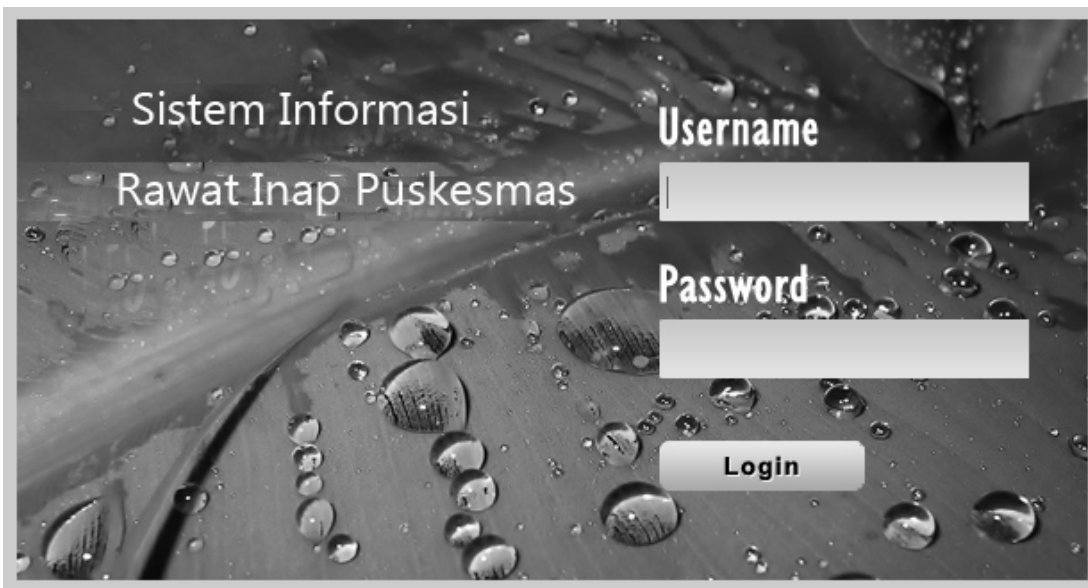 Sistem Informasi
Rawat Inap Puskesmas
Username
Password
Login